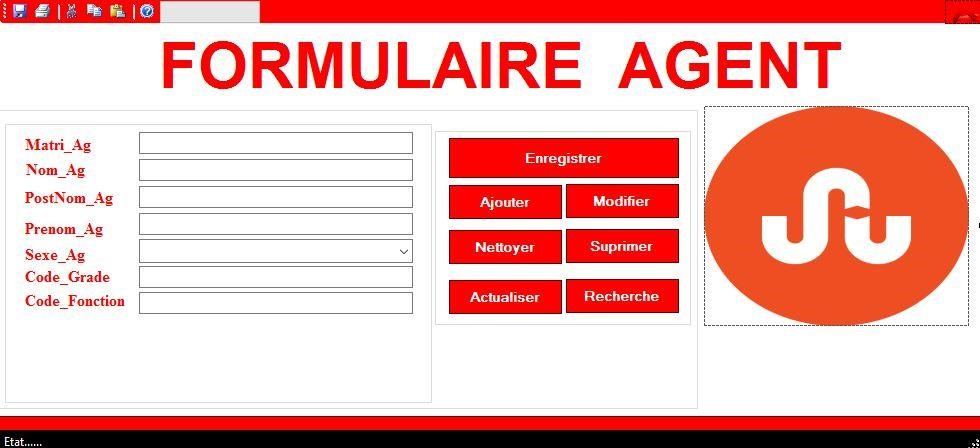 FORMULAIRE AGENT
Matri_Ag
Nom_Ag
PostNom_Ag
Prenom_Ag
Sexe_Ag
Code_Grade
Code_Fonction
Enregistrer
Ajouter Modifier
Nettoyer Suprimer
Actualiser Recherche
Etat......